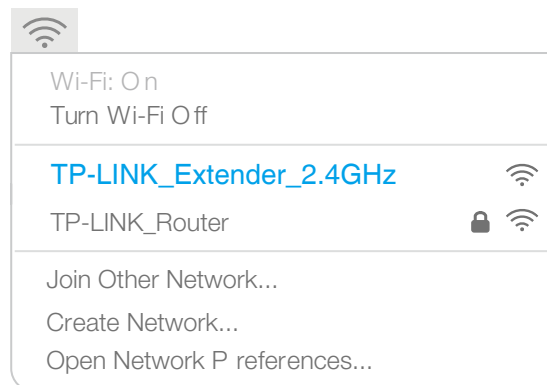 Wi-Fi: On
Turn Wi-Fi Off
TP-LINK_Extender_2.4GHz
TP-LINK_Router
Join Other Network...
Create Network...
Open Network P references...